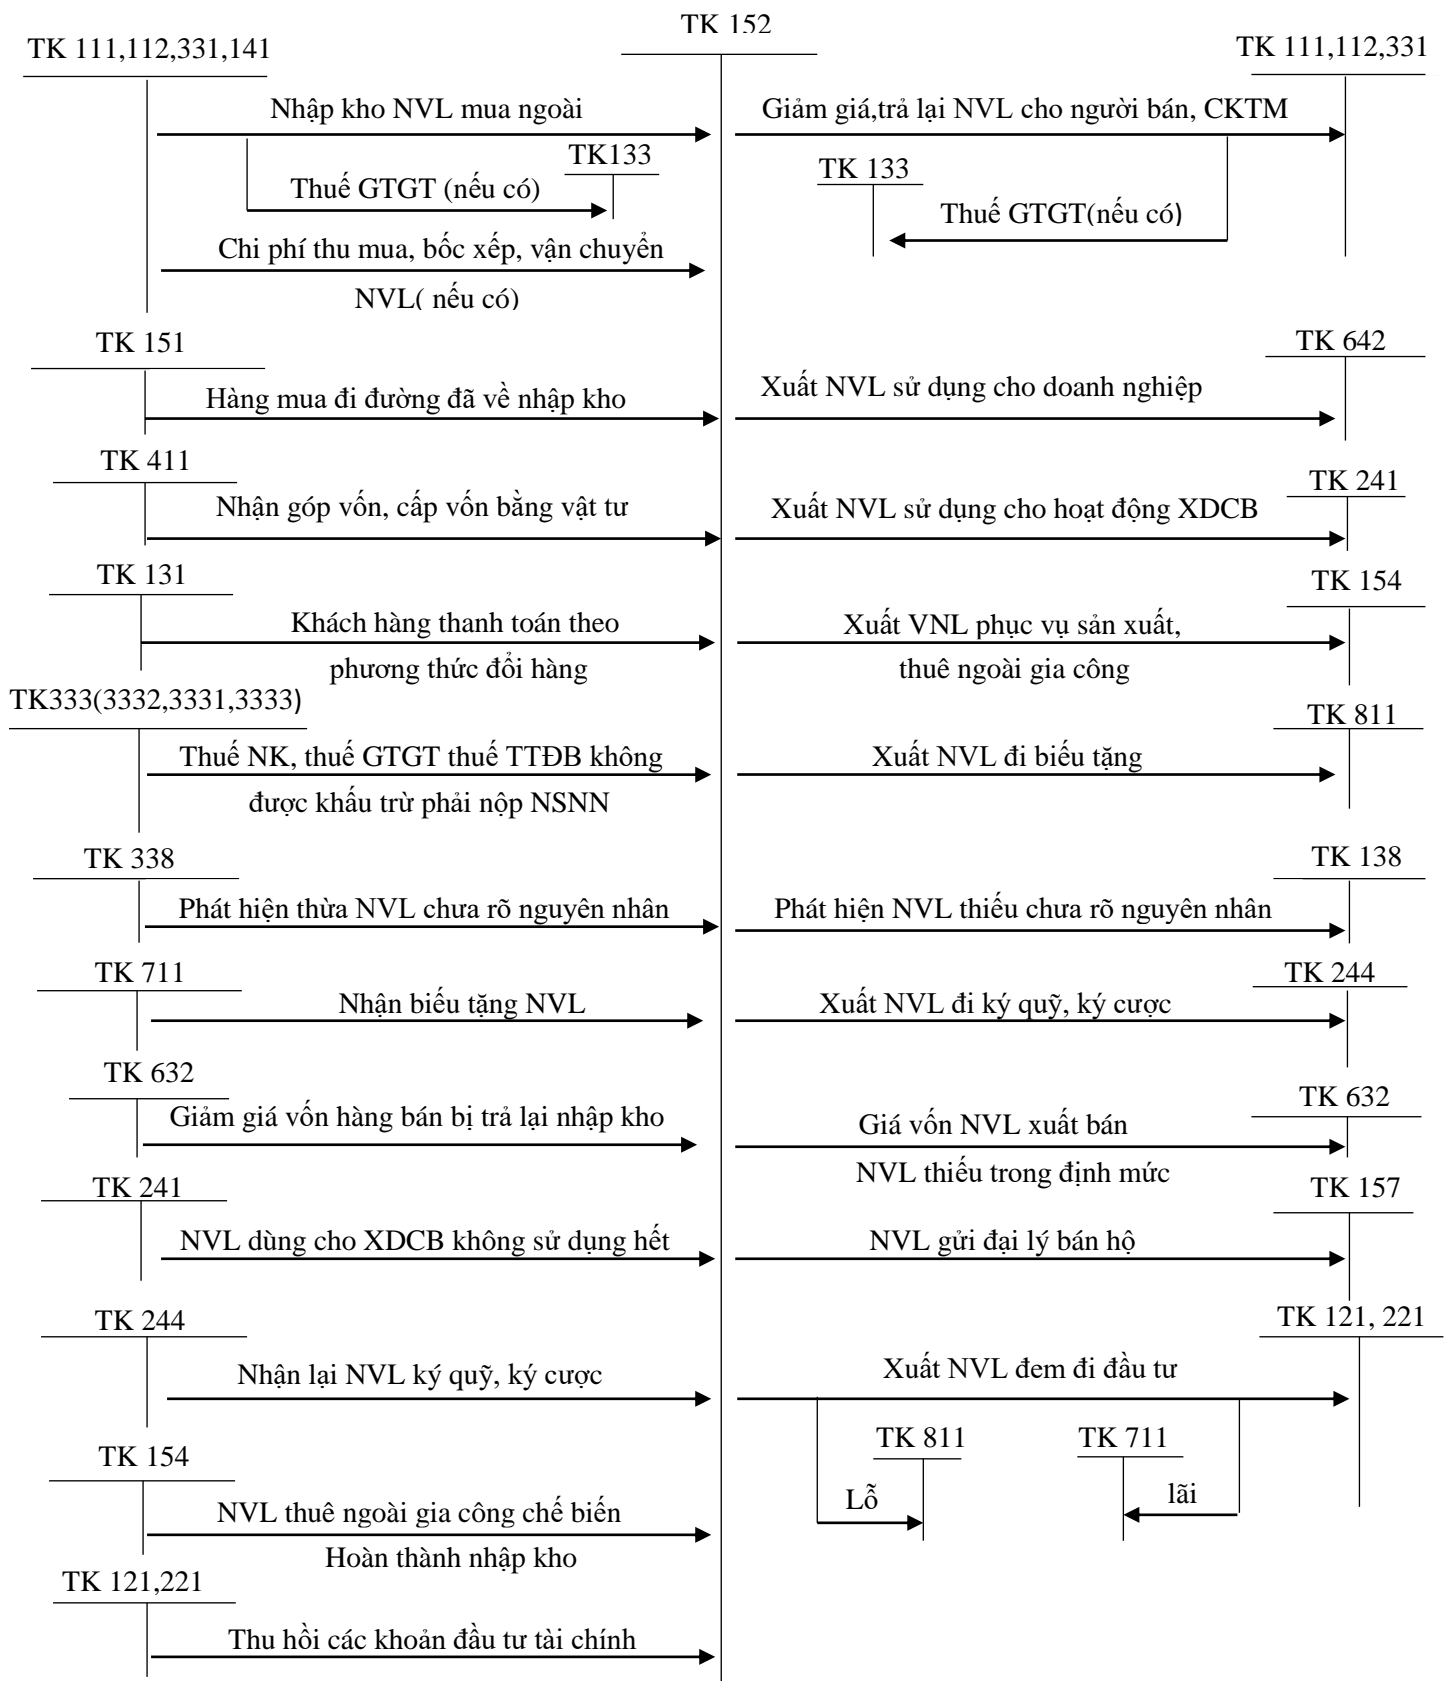 TK 152
TK 111,112,331,141
TK 111,112,331
Nhập kho NVL mua ngoài
Giảm giá,trả lại NVL cho người bán, CKTM
TK133
TK 133
Thuế GTGT (nếu có)
Thuế GTGT(nếu có)
Chi phí thu mua, bốc xếp, vận chuyển
NVL( nếu có)
TK 151
TK 642
Hàng mua đi đường đã về nhập kho
Xuất NVL sử dụng cho doanh nghiệp
TK 411
TK 241
Nhận góp vốn, cấp vốn bằng vật tư
Xuất NVL sử dụng cho hoạt động XDCB
TK 131
TK 154
Khách hàng thanh toán theo
phương thức đổi hàng
Xuất VNL phục vụ sản xuất,
thuê ngoài gia công
TK333(3332,3331,3333)
TK 811
Thuế NK, thuế GTGT thuế TTĐB không
được khấu trừ phải nộp NSNN
Xuất NVL đi biếu tặng
TK 338
TK 138
Phát hiện thừa NVL chưa rõ nguyên nhân
Phát hiện NVL thiếu chưa rõ nguyên nhân
TK 711
TK 244
Nhận biếu tặng NVL
Xuất NVL đi ký quỹ, ký cược
TK 632
TK 632
Giảm giá vốn hàng bán bị trả lại nhập kho
Giá vốn NVL xuất bán
NVL thiếu trong định mức
TK 241
TK 157
NVL dùng cho XDCB không sử dụng hết
NVL gửi đại lý bán hộ
TK 244
TK 121, 221
Nhận lại NVL ký quỹ, ký cược
Xuất NVL đem đi đầu tư
TK 811
TK 711
Lỗ
lãi
TK 154
NVL thuê ngoài gia công chế biến
Hoàn thành nhập kho
TK 121,221
Thu hồi các khoản đầu tư tài chính